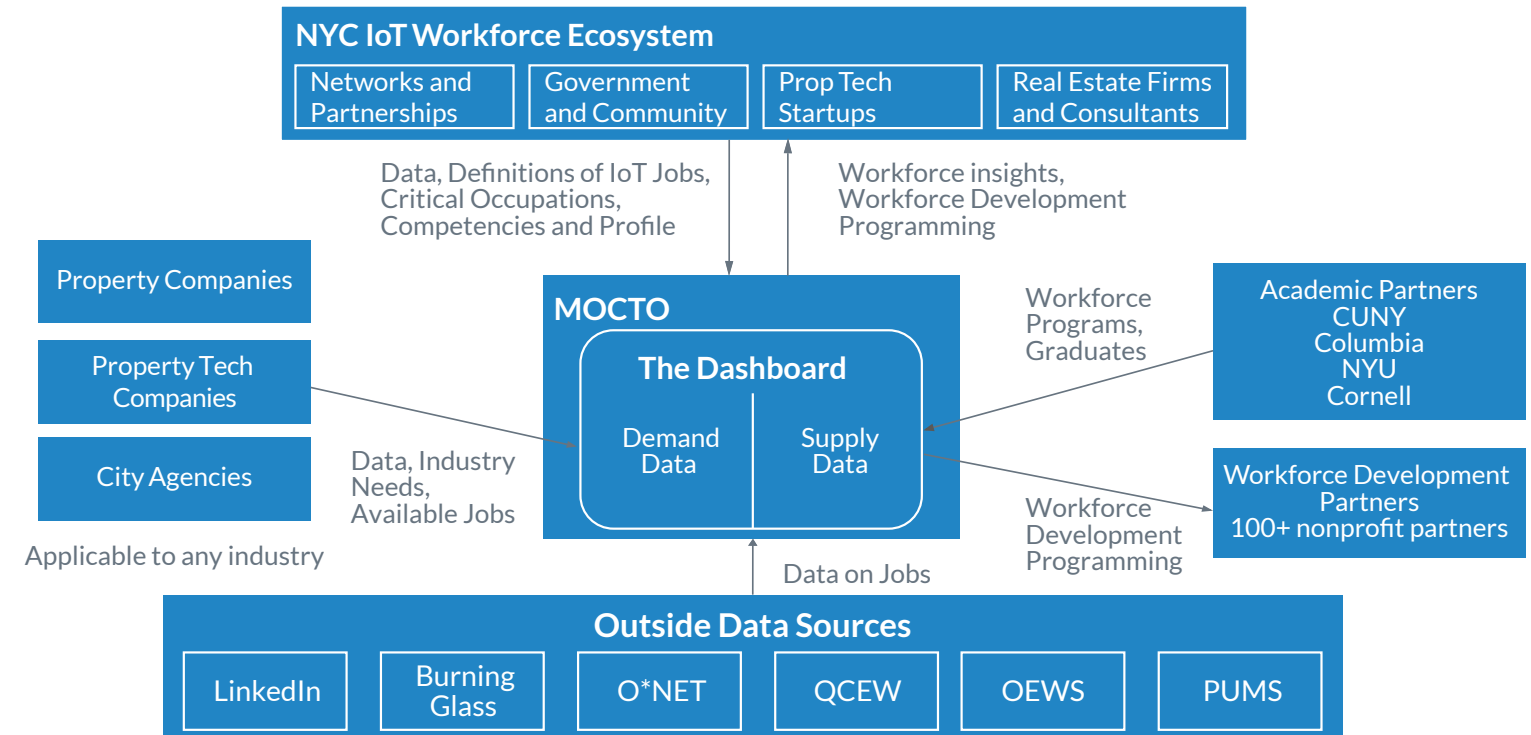 NYC IoT Workforce Ecosystem
Networks and
Partnerships
Government
and Community
Prop Tech
Startups
Real Estate Firms
and Consultants
Data, Definitions of IoT Jobs,
Critical Occupations,
Competencies and Profile
Workforce insights,
Workforce Development
Programming
Property Companies
Property Tech
Companies
City Agencies
Applicable to any industry
Data, Industry
Needs,
Available Jobs
MOCTO
The Dashboard
Demand
Data
Supply
Data
Workforce
Programs,
Graduates
Academic Partners
CUNY
Columbia
NYU
Cornell
Workforce Development
Partners
100+ nonprofit partners
Workforce
Development
Programming
Data on Jobs
Outside Data Sources
LinkedIn
Burning
Glass
O*NET
QCEW
OEWS
PUMS